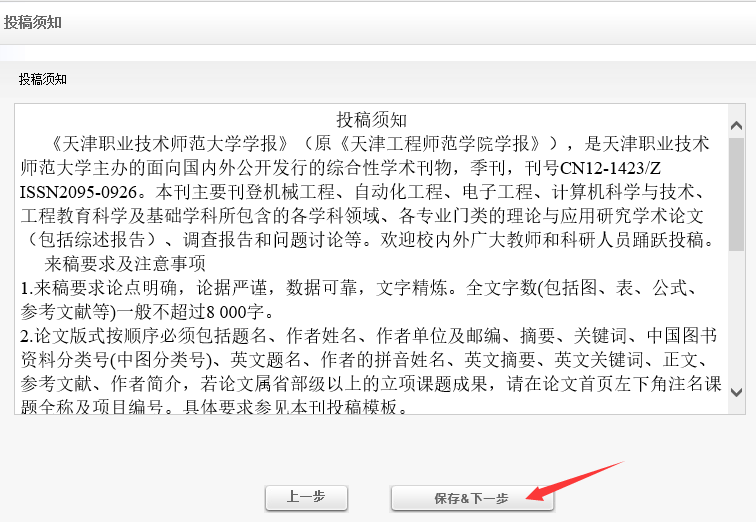 投稿须知
投稿须知
投稿须知
《天津职业技术师范大学学报》（原《天津工程师范学院学报》），是天津职业技术
师范大学主办的面向国内外公开发行的综合性学术刊物，季刊，刊号CN12-1423/Z
ISSN2095-0926。本刊主要刊登机械工程、自动化工程、电子工程、计算机科学与技术、
工程教育科学及基础学科所包含的各学科领域、各专业门类的理论与应用研究学术论文
（包括综述报告）、调查报告和问题讨论等。欢迎校内外广大教师和科研人员踊跃投稿。
来稿要求及注意事项
1.来稿要求论点明确，论据严谨，数据可靠，文字精炼。全文字数(包括图、表、公式、
参考文献等)一般不超过8 000字。
2.论文版式按顺序必须包括题名、作者姓名、作者单位及邮编、摘要、关键词、中国图书
资料分类号(中图分类号)、英文题名、作者的拼音姓名、英文摘要、英文关键词、正文、
参考文献、作者简介，若论文属省部级以上的立项课题成果，请在论文首页左下角注名课
题全称及项目编号。具体要求参见本刊投稿模板。
上一步
保存&下一步